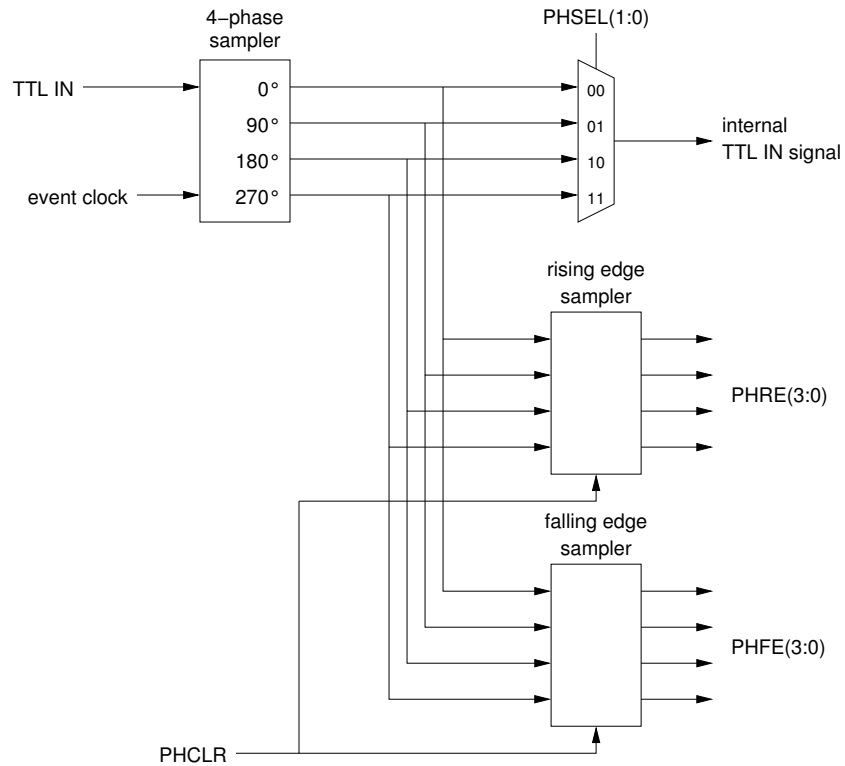 4−phase
sampler
PHSEL(1:0)
TTL IN
0°
00
90°
01
internal
180°
10
TTL IN signal
event clock
270°
11
rising edge
sampler
PHRE(3:0)
falling edge
sampler
PHFE(3:0)
PHCLR